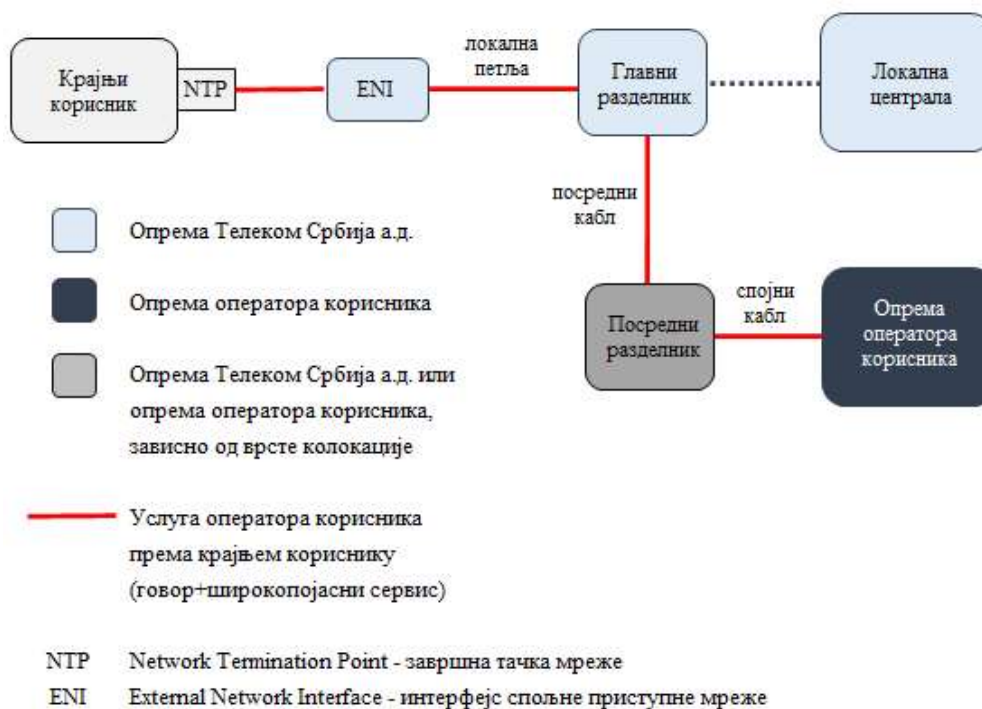 Крајњи
корисник
NTP
ENI
локална
петља
Главни
разделник
Локална
централа
посредни
кабл
Опрема Телеком Србија а.д.
Опрема оператора корисника
Посредни
разделник
спојни
кабл
Опрема
оператора
корисника
Опрема Телеком Србија а.д. или
опрема оператора корисника,
зависно од врсте колокације
Услуга оператора корисника
према крајњем кориснику
(говор+широкопојасни сервис)
NTP Network Termination Point - завршна тачка мреже
ENI External Network Interface - интерфејс спољне приступне мреже